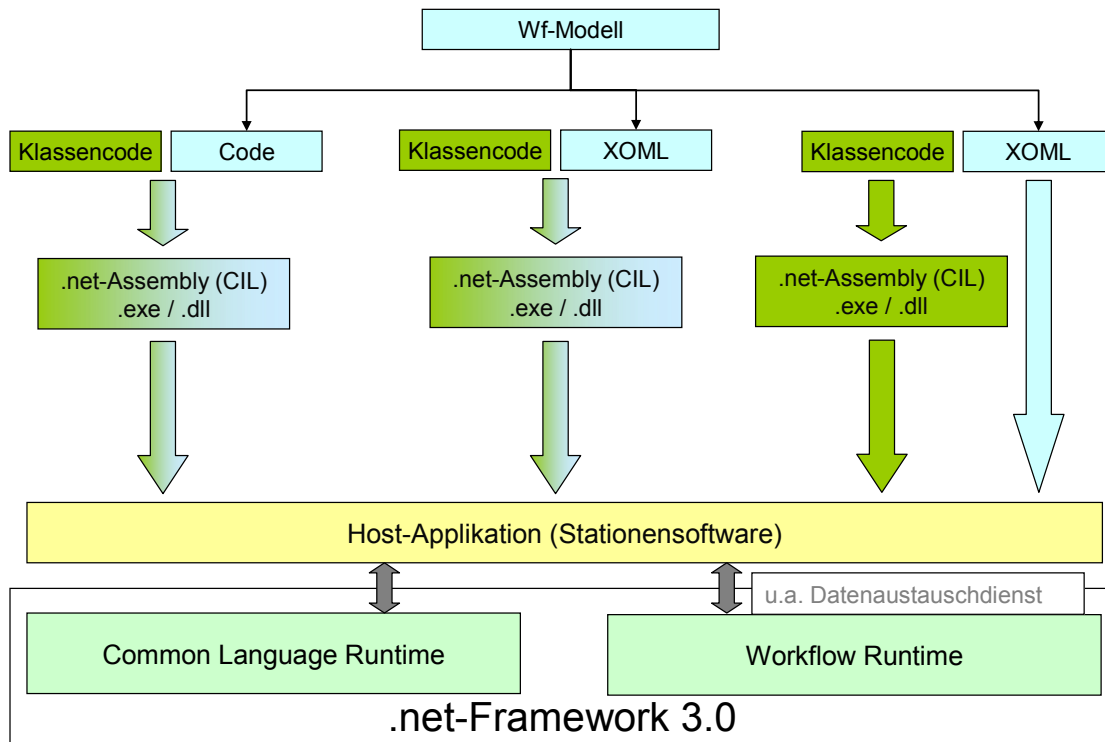 Wf-Modell
Klassencode
Code
Klassencode
XOML
Klassencode
XOML
.net-Assembly (CIL)
.exe / .dll
.net-Assembly (CIL)
.exe / .dll
.net-Assembly (CIL)
.exe / .dll
Host-Applikation (Stationensoftware)
u.a. Datenaustauschdienst
Common Language Runtime
Workflow Runtime
.net-Framework 3.0